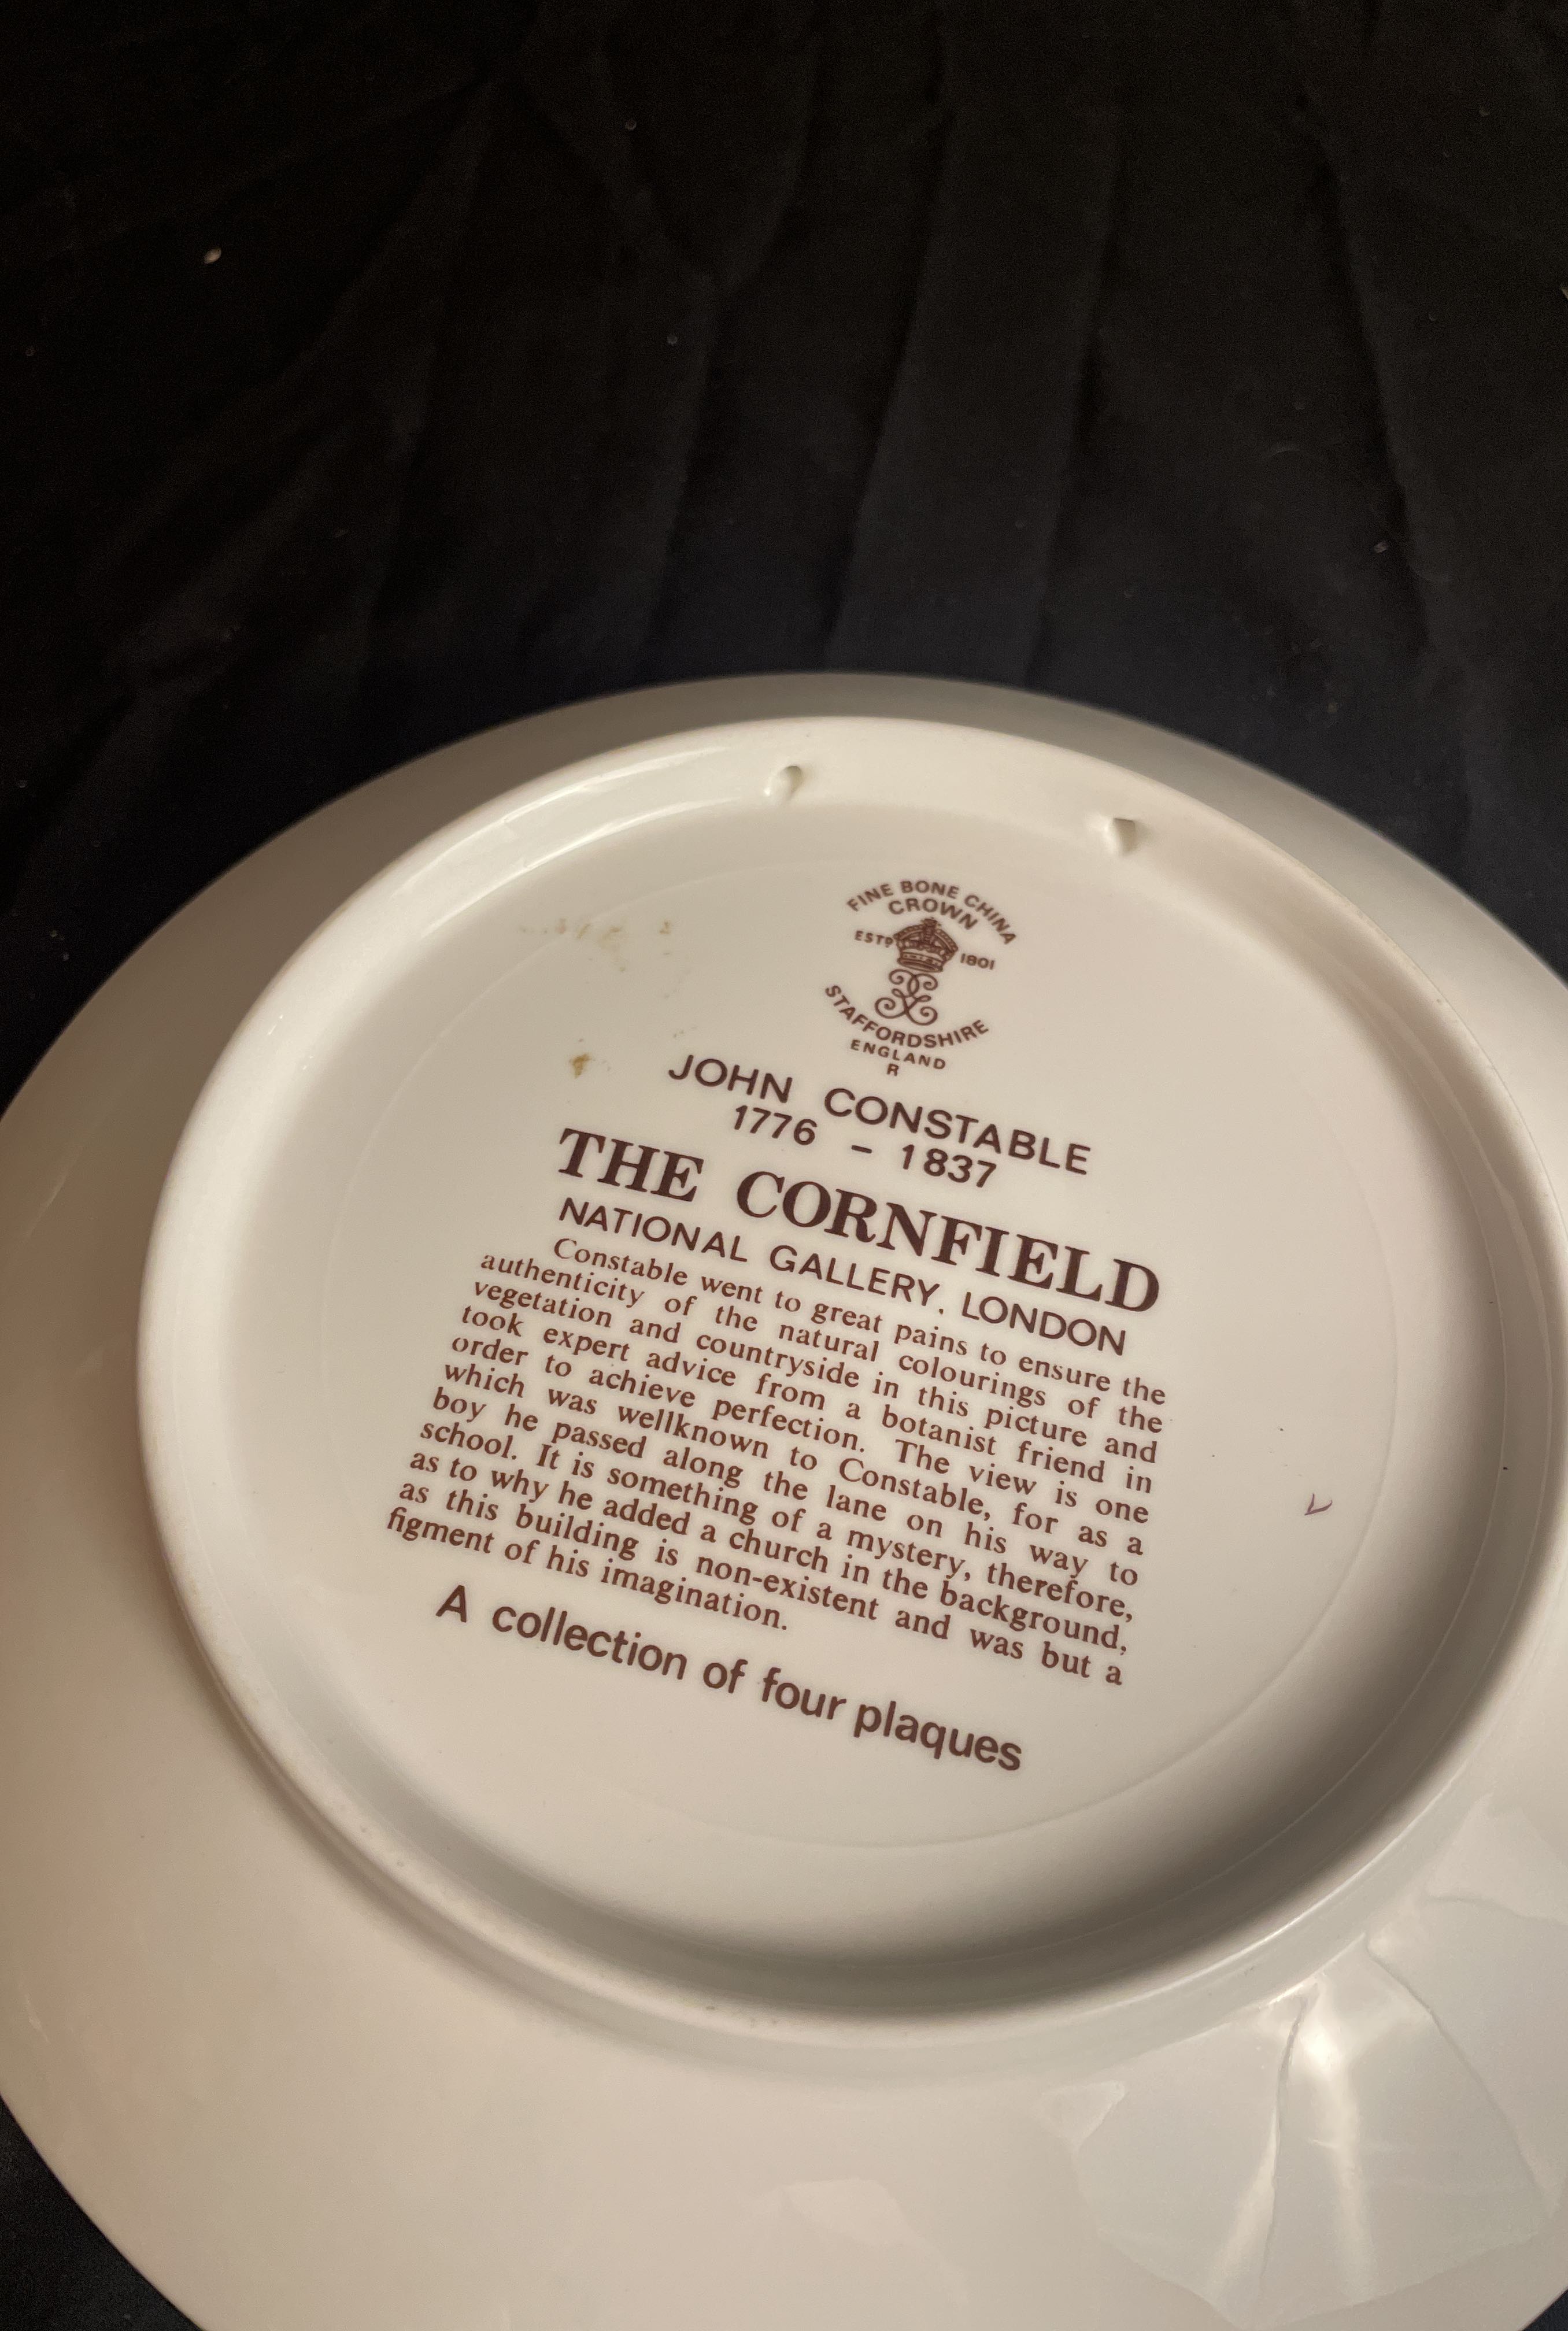 FINE BONE CHINA
CROWN
ESTD 1801
STAFFORDSHIRE
ENGLAND
R
JOHN CONSTABLE
1776 - 1837
THE CORNFIELD
NATIONAL GALLERY, LONDON
Constable went to great pains to ensure the
authenticity of the natural colourings of the
vegetation and countryside in this picture and
took expert advice from a botanist friend in
order to achieve perfection. The view is one
which was wellknown to Constable, for as a
boy he passed along the lane on his way to
school. It is something of a mystery, therefore,
as to why he added a church in the background,
as this building is non-existent and was but a
figment of his imagination.
A collection of four plaques